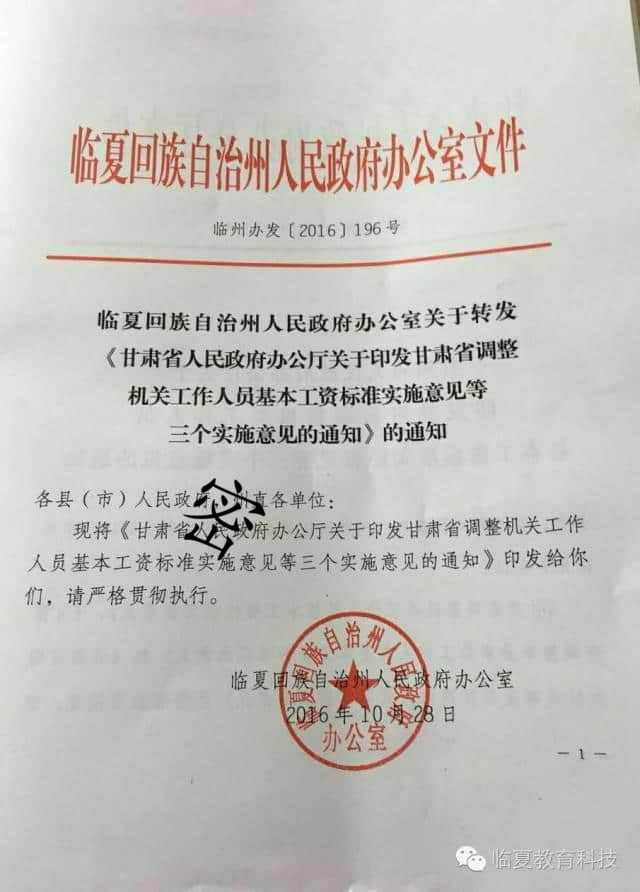 临夏回族自治州人民政府办公室文件
临州办发〔2016〕196号
临夏回族自治州人民政府办公室关于转发
《甘肃省人民政府办公厅关于印发甘肃省调整
机关工作人员基本工资标准实施意见等
三个实施意见的通知》的通知
各县（市）人民政府，州直各单位：
密
现将《甘肃省人民政府办公厅关于印发甘肃省调整机关工作
人员基本工资标准实施意见等三个实施意见的通知》印发给你
们，请严格贯彻执行。
临夏回族自治州人民政府办公室
2016年10月28日
临夏回族自治州人民政府
办公室
－1－
临夏教育科技